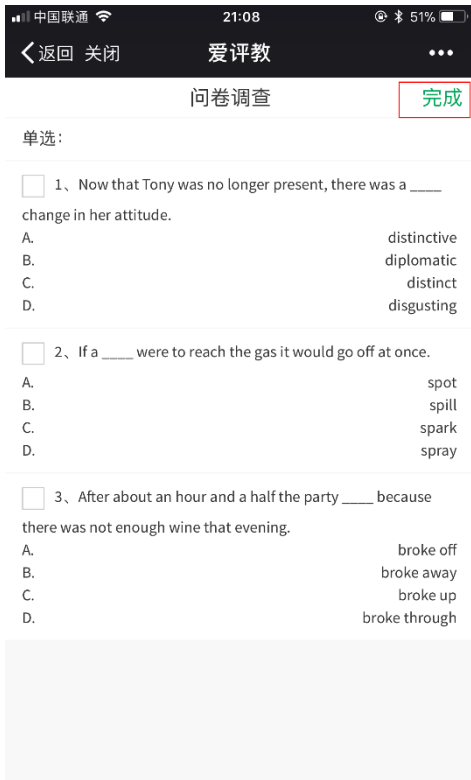 中国联通 21:08 51%
返回 关闭 爱评教
问卷调查 完成
单选：
1、Now that Tony was no longer present, there was a ____
change in her attitude.
A. distinctive
B. diplomatic
C. distinct
D. disgusting
2、If a ____ were to reach the gas it would go off at once.
A. spot
B. spill
C. spark
D. spray
3、After about an hour and a half the party ____ because
there was not enough wine that evening.
A. broke off
B. broke away
C. broke up
D. broke through